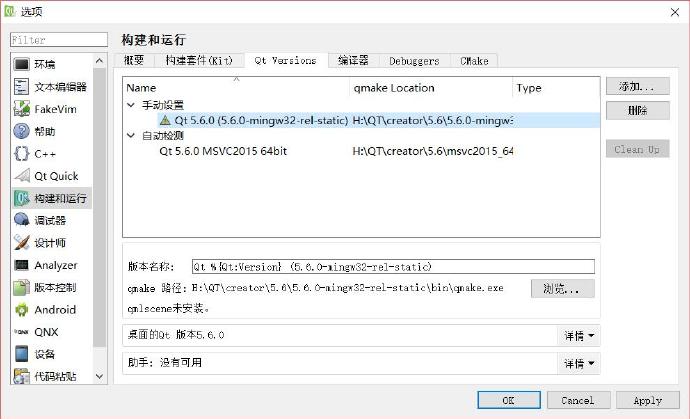 选项
Filter
构建和运行
环境
文本编辑器
FakeVim
帮助
C++
Qt Quick
构建和运行
调试器
设计师
Analyzer
版本控制
Android
QNX
设备
代码粘贴
概要 构建套件(Kit) Qt Versions 编译器 Debuggers CMake
Name qmake Location Type
手动设置
Qt 5.6.0 (5.6.0-mingw32-rel-static) H:\QT\creator\5.6\5.6.0-mingw3
自动检测
Qt 5.6.0 MSVC2015 64bit H:\QT\creator\5.6\msvc2015_64
添加...
删除
Clean Up
版本名称: Qt %{Qt:Version} (5.6.0-mingw32-rel-static)
qmake 路径: H:\QT\creator\5.6\5.6.0-mingw32-rel-static\bin\qmake.exe 浏览...
qmlscene未安装。
桌面的Qt 版本5.6.0 详情
助手: 没有可用 详情
OK Cancel Apply